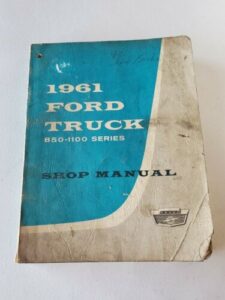 1961
FORD
TRUCK
850-1100 SERIES
SHOP MANUAL